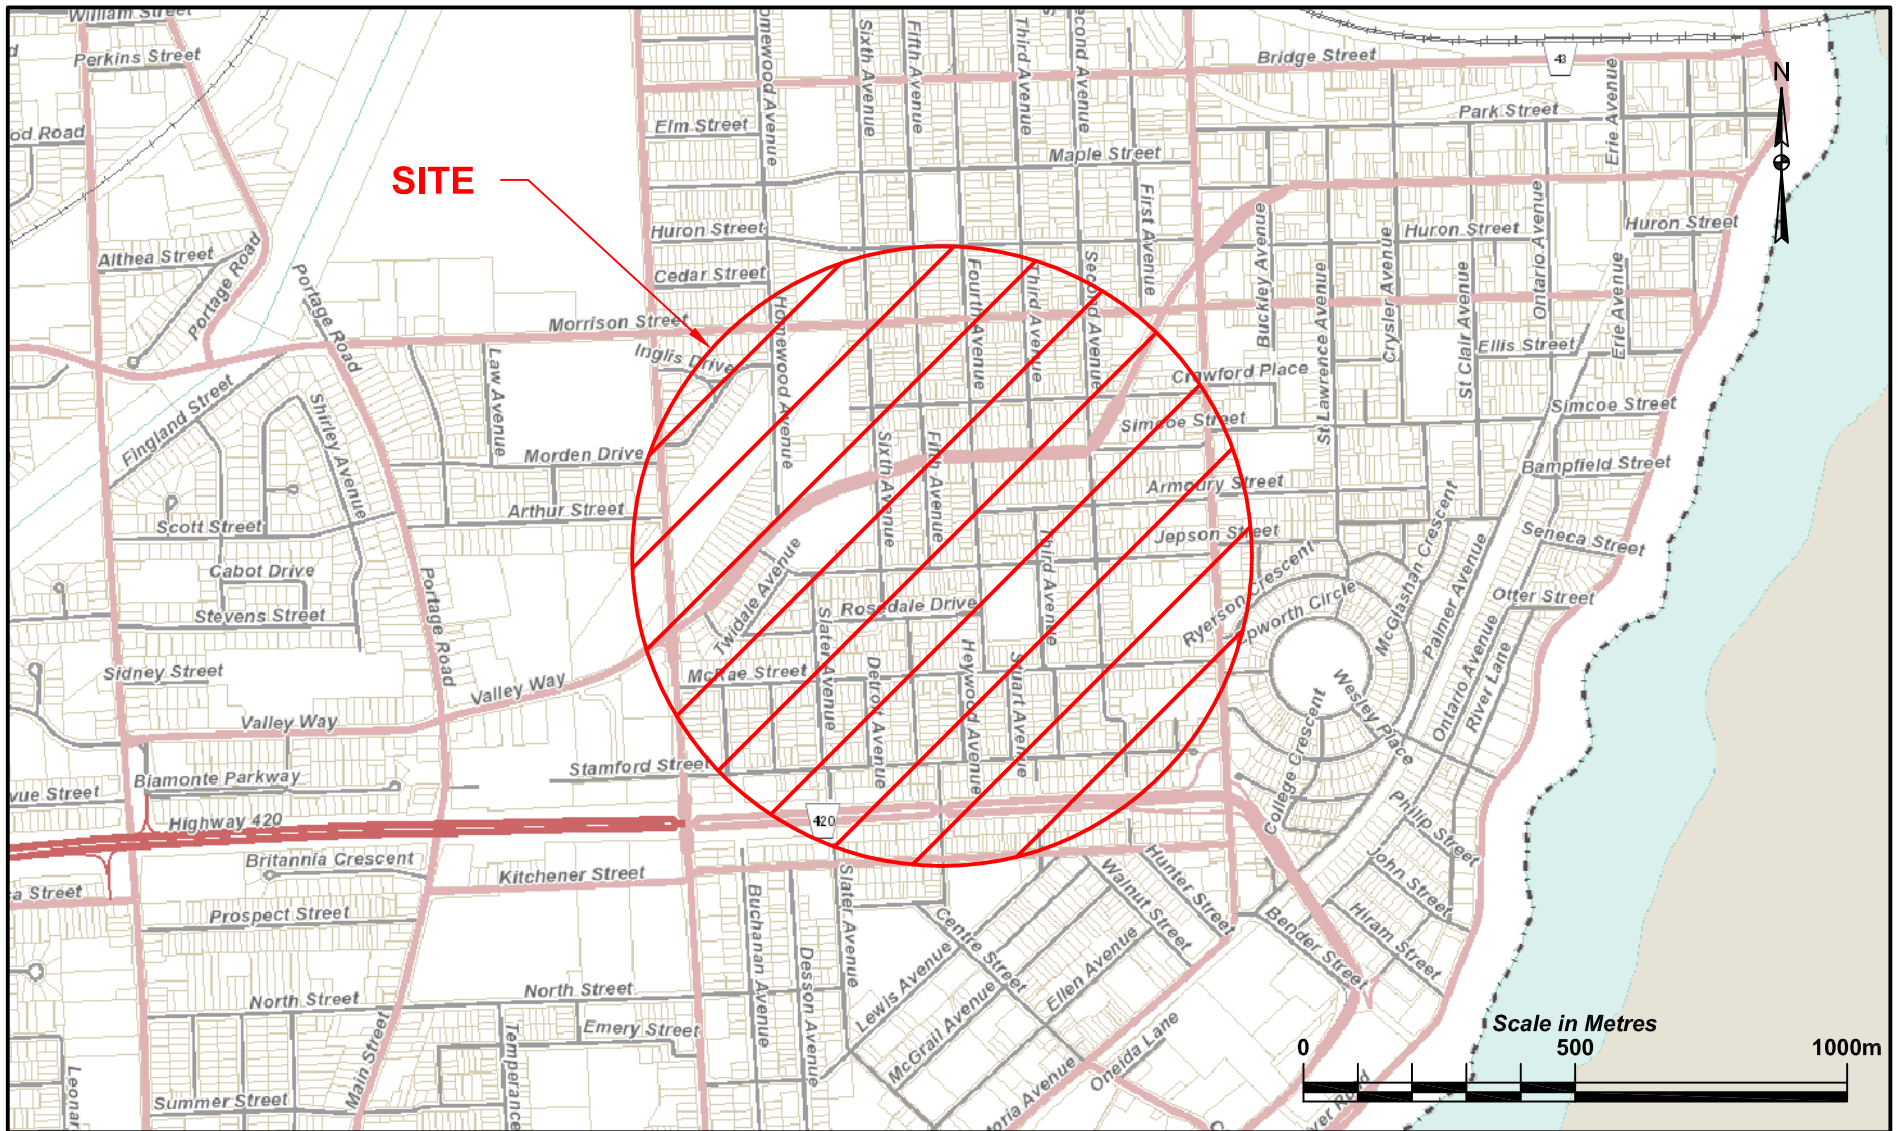 William Street
Perkins Street
od Road
Althea Street
Portage Road
Portage Road
SITE
Elm Street
Homewood Avenue
Sixth Avenue
Fifth Avenue
Third Avenue
Second Avenue
Bridge Street
43
Park Street
Erie Avenue
N
Maple Street
First Avenue
Huron Street
Cedar Street
Buckley Avenue
Huron Street
Ontario Avenue
Huron Street
Morrison Street
Inglis Drive
Homewood Avenue
Fourth Avenue
Third Avenue
Second Avenue
St Lawrence Avenue
Crysler Avenue
St Clair Avenue
Ellis Street
Erie Avenue
Law Avenue
Fingland Street
Shirley Avenue
Crawford Place
Simcoe Street
Simcoe Street
Morden Drive
Sixth Avenue
Fifth Avenue
Bampfield Street
Armoury Street
Arthur Street
Scott Street
Jepson Street
Seneca Street
Cabot Drive
Portage Road
Twidale Avenue
Third Avenue
Ryerson Crescent
McGlashan Crescent
Palmer Avenue
Stevens Street
Slater Avenue
Rosedale Drive
Epworth Circle
Otter Street
Sidney Street
Valley Way
McRae Street
Detroit Avenue
Heywood Avenue
Stuart Avenue
Wesley Place
Ontario Avenue
River Lane
Valley Way
College Crescent
Biamonte Parkway
Stamford Street
vue Street
Highway 420
420
Philip Street
Britannia Crescent
Kitchener Street
a Street
Slater Avenue
Walnut Street
Hunter Street
John Street
Prospect Street
Buchanan Avenue
Desson Avenue
Centre Street
Bender Street
Hiram Street
North Street
North Street
Lewis Avenue
Ellen Avenue
McGrail Avenue
Emery Street
Temperance
Main Street
Oneida Lane
Leonar
Summer Street
toria Avenue
C
ver Road
Scale in Metres
0 500 1000m